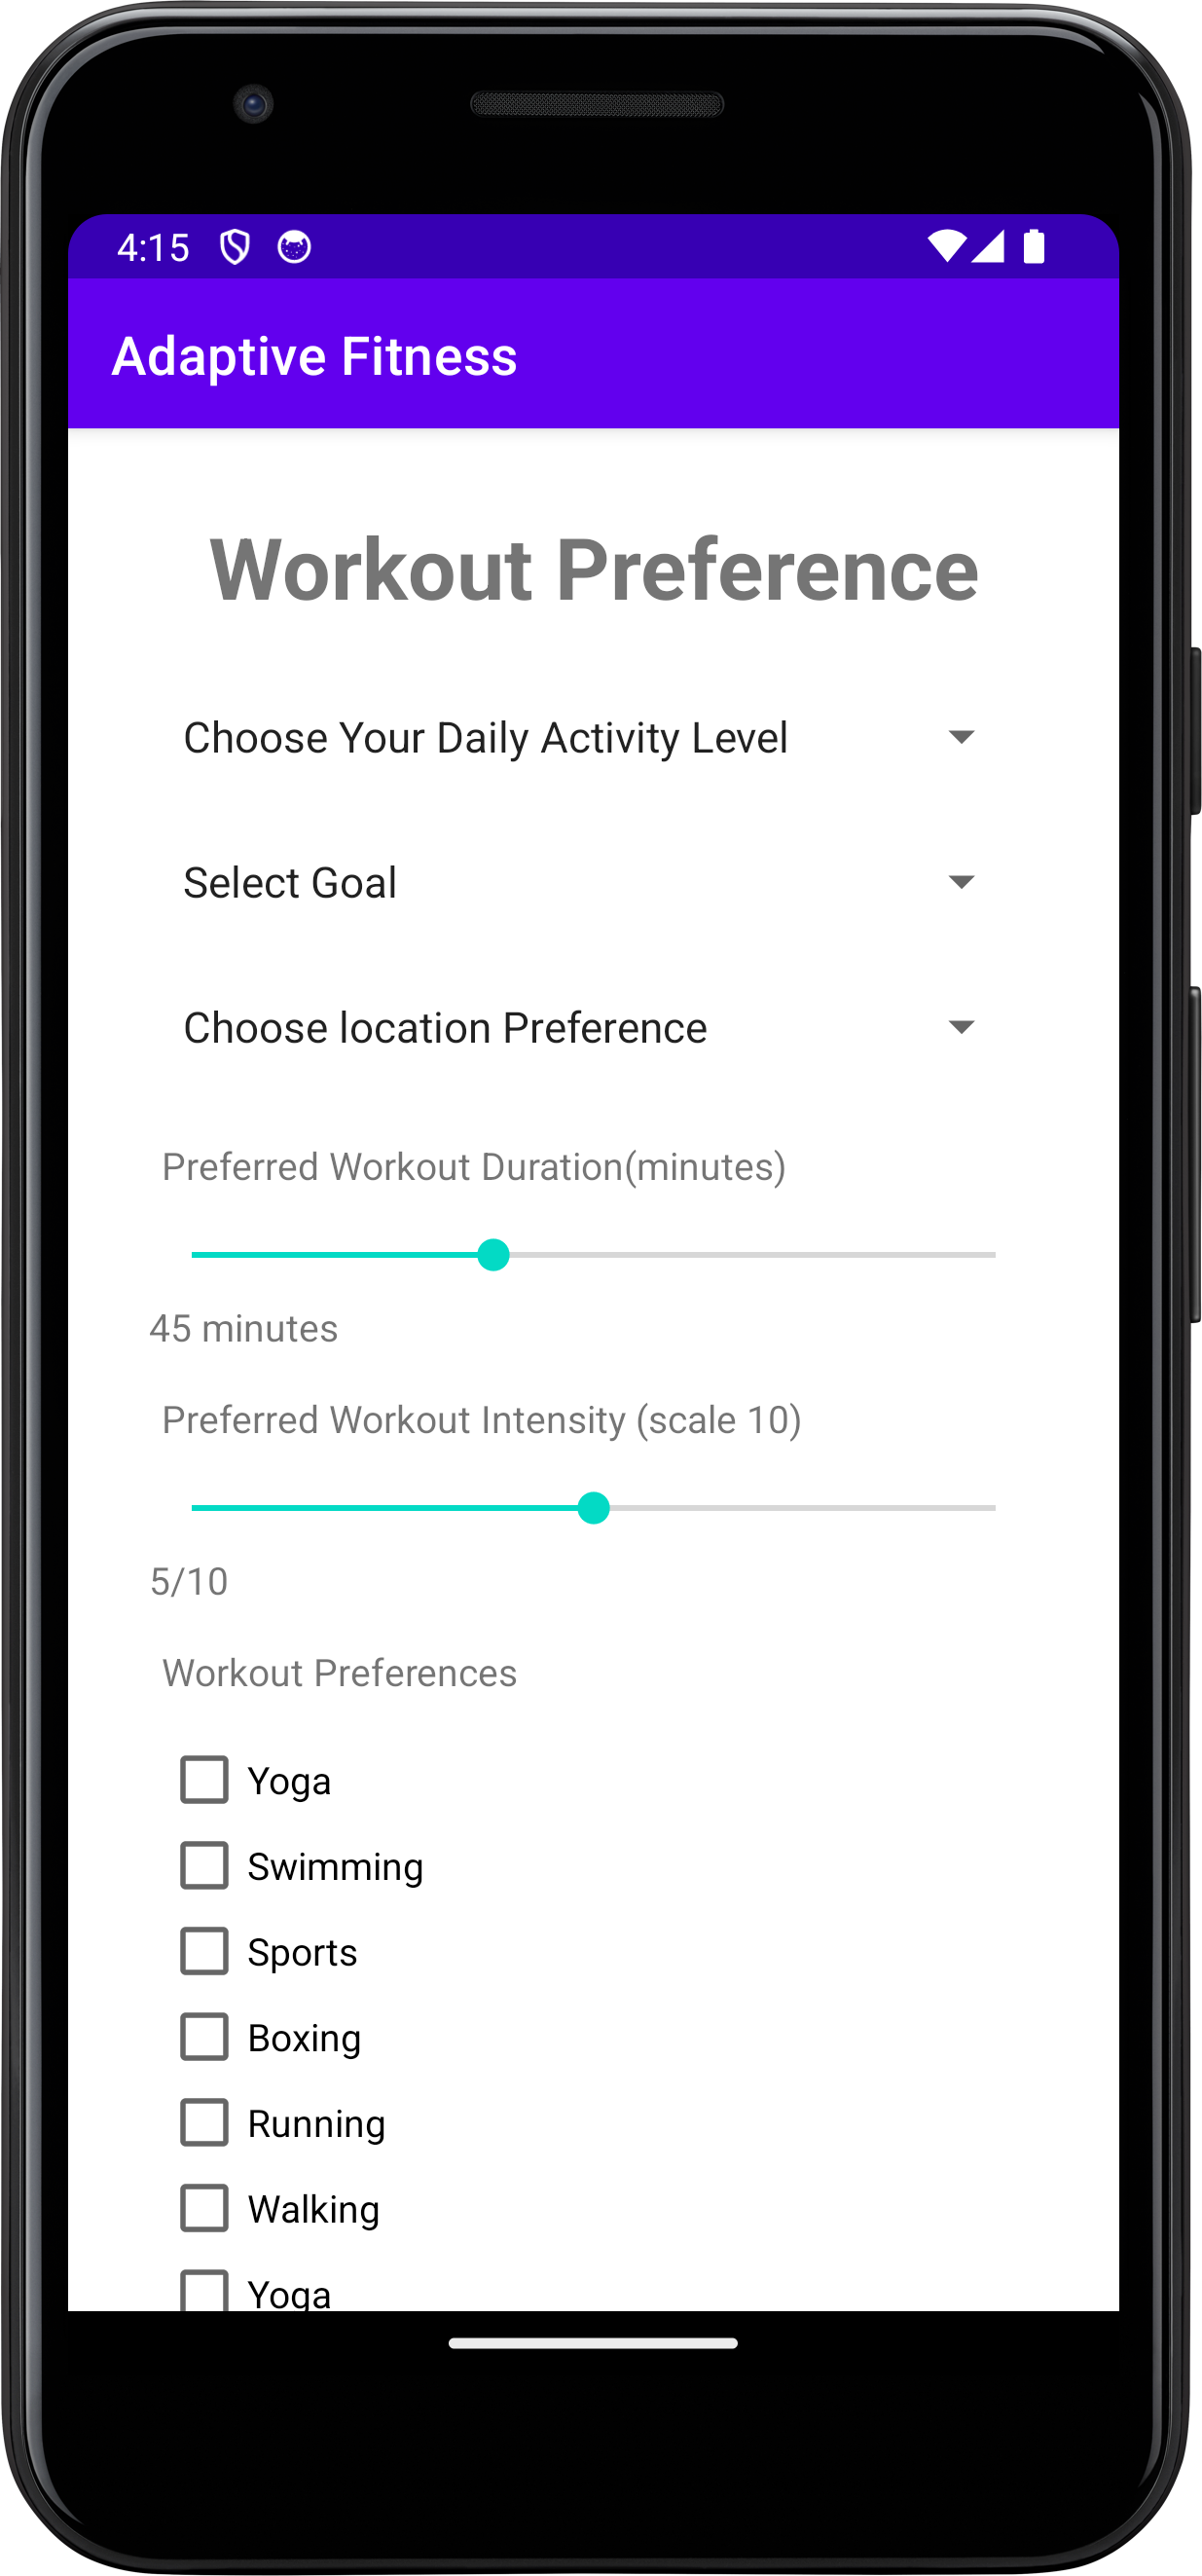 4:15
Adaptive Fitness
Workout Preference
Choose Your Daily Activity Level
Select Goal
Choose location Preference
Preferred Workout Duration(minutes)
45 minutes
Preferred Workout Intensity (scale 10)
5/10
Workout Preferences
Yoga
Swimming
Sports
Boxing
Running
Walking
Yoga